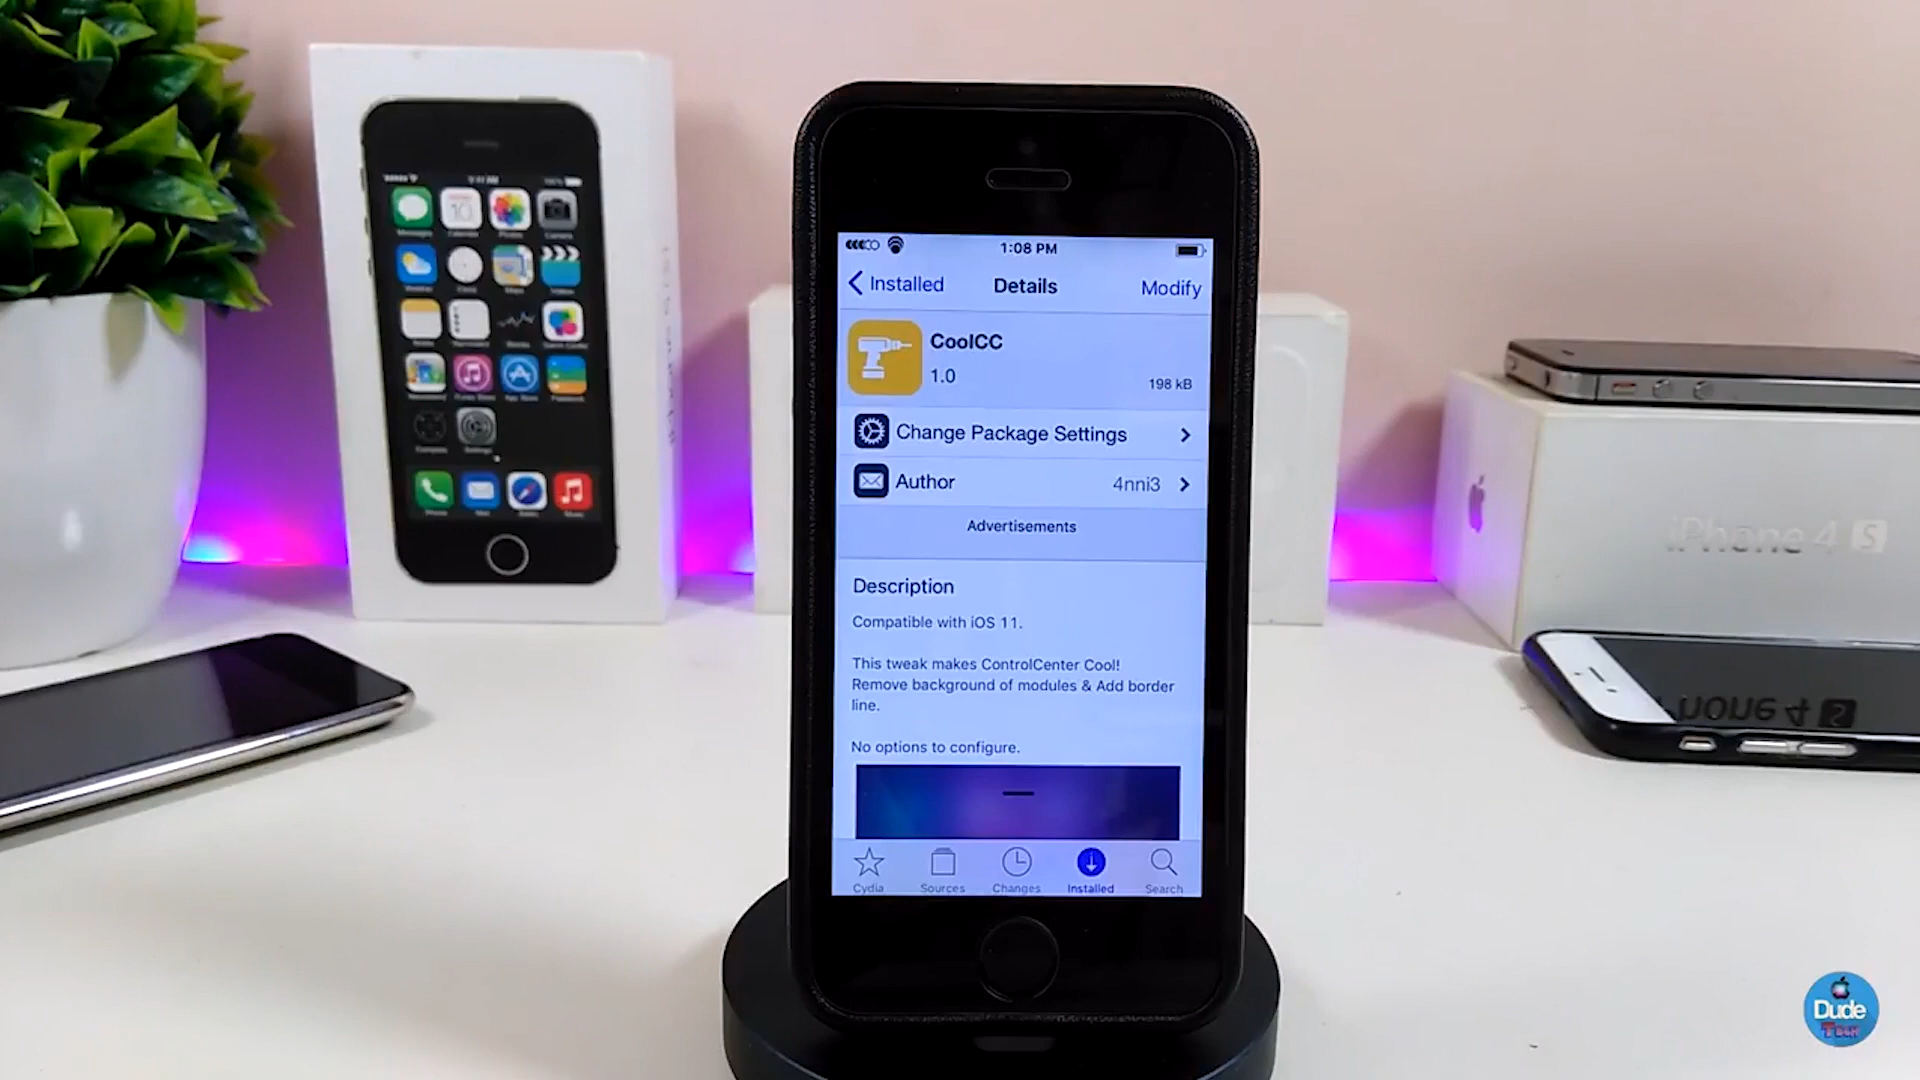 1:08 PM
Installed
Details
Modify
CoolCC
1.0
198 kB
Change Package Settings
Author
4nni3
Advertisements
Description
Compatible with iOS 11.
This tweak makes ControlCenter Cool!
Remove background of modules & Add border
line.
No options to configure.
Cydia
Sources
Changes
Installed
Search
iPhone 4S
Dude
Tech